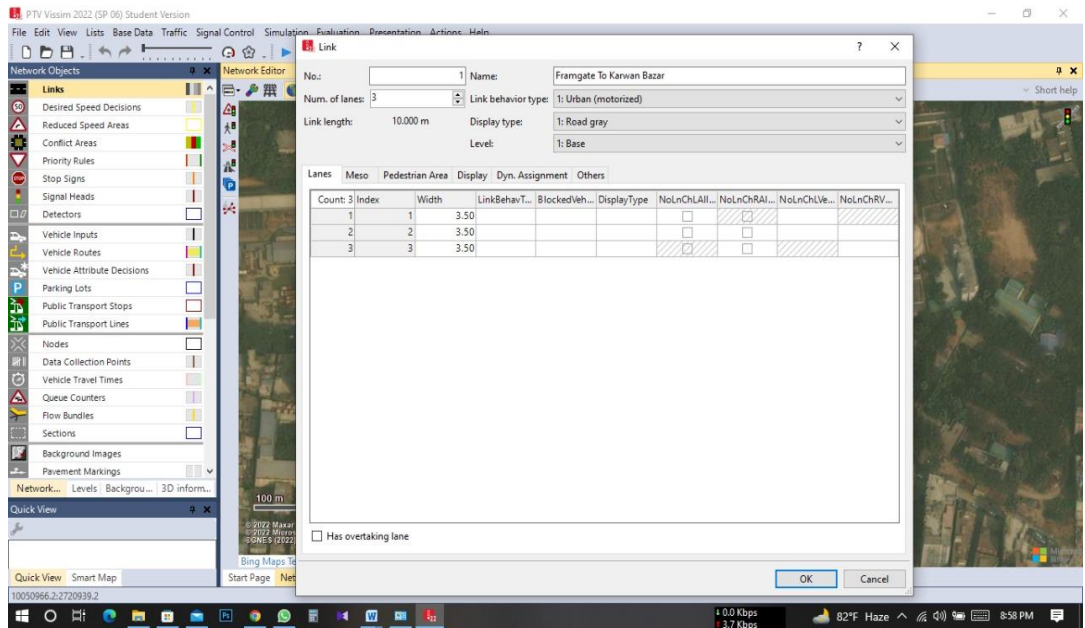 PTV Vissim 2022 (SP 06) Student Version
File Edit View Lists Base Data Traffic Signal Control Simulation Evaluation Presentation Actions Help
Network Objects
Links
50 Desired Speed Decisions
Reduced Speed Areas
Conflict Areas
Priority Rules
Stop Signs
Signal Heads
Detectors
Vehicle Inputs
Vehicle Routes
Vehicle Attribute Decisions
P Parking Lots
Public Transport Stops
Public Transport Lines
Nodes
Data Collection Points
Vehicle Travel Times
Queue Counters
Flow Bundles
Sections
Background Images
Pavement Markings
Network... Levels Backgrou... 3D inform...
Quick View
Quick View Smart Map
10050966.2:2720939.2
Network Editor
Short help
100 m
© 2022 Maxar
© 2022 Micros
Bing Maps Te
Start Page Net
Link
? X
No.: 1 Name: Framgate To Karwan Bazar
Num. of lanes: 3 Link behavior type: 1: Urban (motorized)
Link length: 10.000 m Display type: 1: Road gray
Level: 1: Base
Lanes Meso Pedestrian Area Display Dyn. Assignment Others
Count: 3 Index Width LinkBehavT... BlockedVeh... DisplayType NoLnChLAll... NoLnChRAl... NoLnChLVe... NoLnChRV...
1 1 3.50
2 2 3.50
3 3 3.50
Has overtaking lane
OK Cancel
0.0 Kbps
3.7 Kbps
82°F Haze 8:58 PM